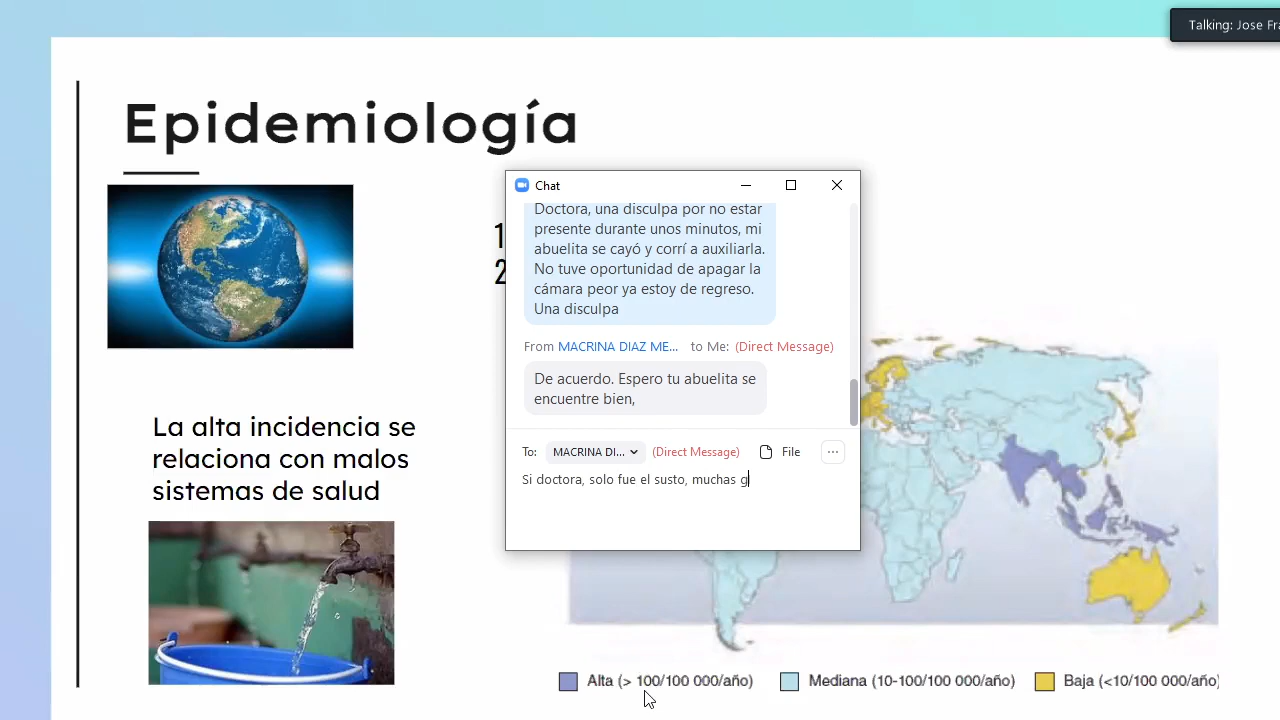 Talking: Jose Fra
Epidemiología
1
2
Chat
Doctora, una disculpa por no estar
presente durante unos minutos, mi
abuelita se cayó y corrí a auxiliarla.
No tuve oportunidad de apagar la
cámara peor ya estoy de regreso.
Una disculpa
From MACRINA DIAZ ME... to Me: (Direct Message)
De acuerdo. Espero tu abuelita se
encuentre bien,
To: MACRINA DI... (Direct Message) File
Si doctora, solo fue el susto, muchas g
La alta incidencia se
relaciona con malos
sistemas de salud
Alta (> 100/100 000/año) Mediana (10-100/100 000/año) Baja (<10/100 000/año)